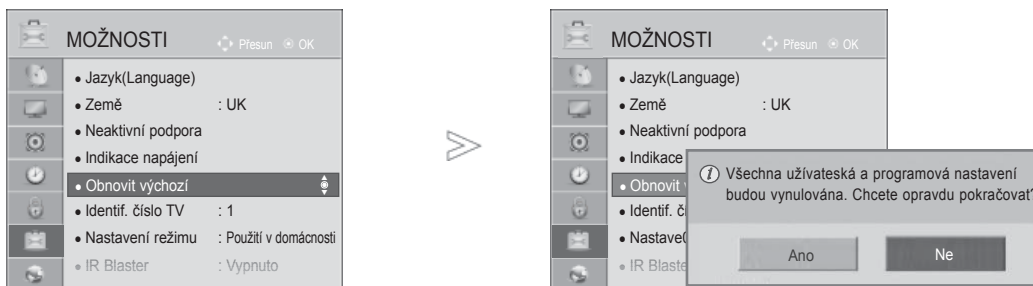 MOŽNOSTI Přesun OK
• Jazyk(Language)
• Země : UK
• Neaktivní podpora
• Indikace napájení
• Obnovit výchozí
• Identif. číslo TV : 1
• Nastavení režimu : Použití v domácnosti
• IR Blaster : Vypnuto
MOŽNOSTI Přesun OK
• Jazyk(Language)
• Země : UK
• Neaktivní podpora
• Indikace
• Obnovit v
• Identif. čí
• Nastave
• IR Blaste
Všechna užívateská a programová nastavení
budou vynulována. Chcete opravdu pokračovat?
Ano Ne